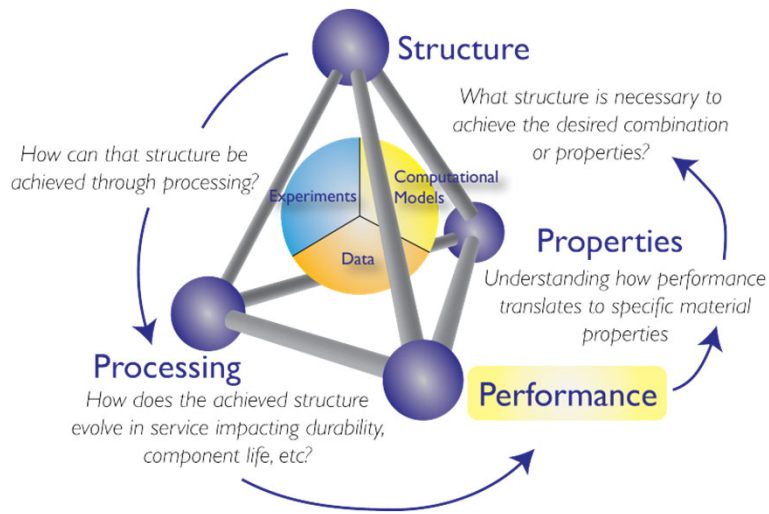 Structure
What structure is necessary to
achieve the desired combination
or properties?
How can that structure be
achieved through processing?
Experiments
Computational
Models
Data
Properties
Understanding how performance
translates to specific material
properties
Processing
How does the achieved structure
evolve in service impacting durability,
component life, etc?
Performance